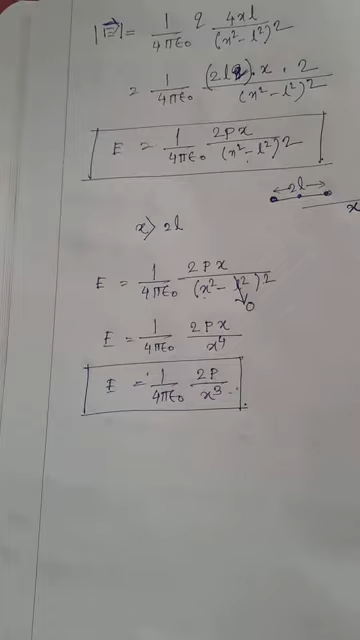 |E⃗| = 1/4πϵ₀ q 4xl/(x²-l²)²
= 1/4πϵ₀ (2lq).x.2/(x²-l²)²
E = 1/4πϵ₀ 2px/(x²-l²)²
2l
x
x>2l
E = 1/4πϵ₀ 2px/(x²-l²)²
0
E = 1/4πϵ₀ 2px/x⁴
E = 1/4πϵ₀ 2p/x³